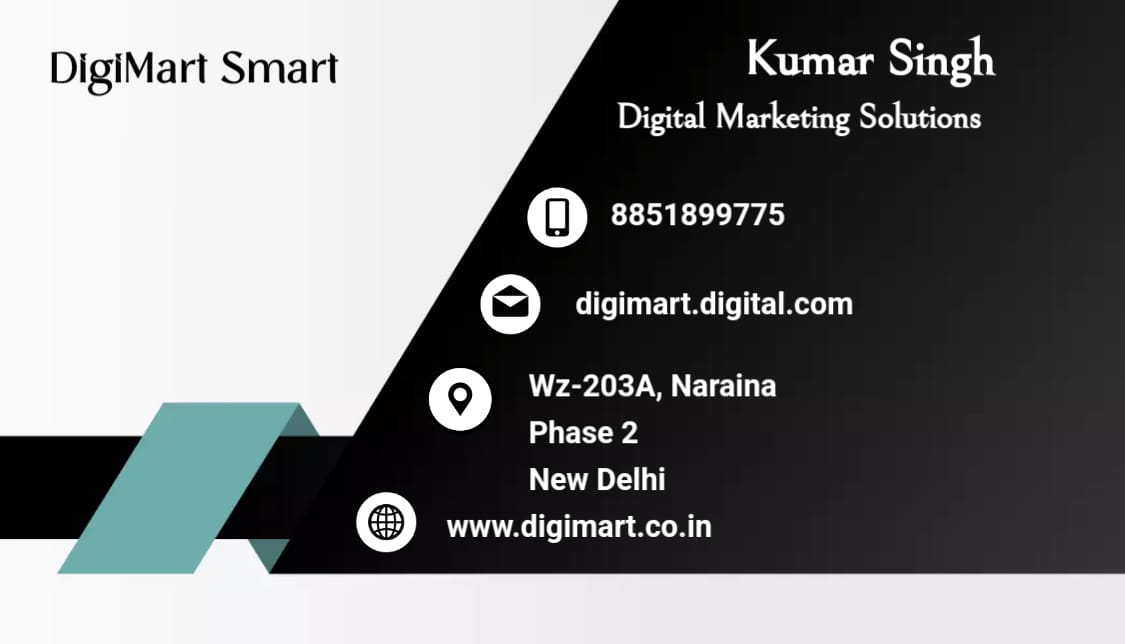 DigiMart Smart
Kumar Singh
Digital Marketing Solutions
8851899775
digimart.digital.com
Wz-203A, Naraina
Phase 2
New Delhi
www.digimart.co.in